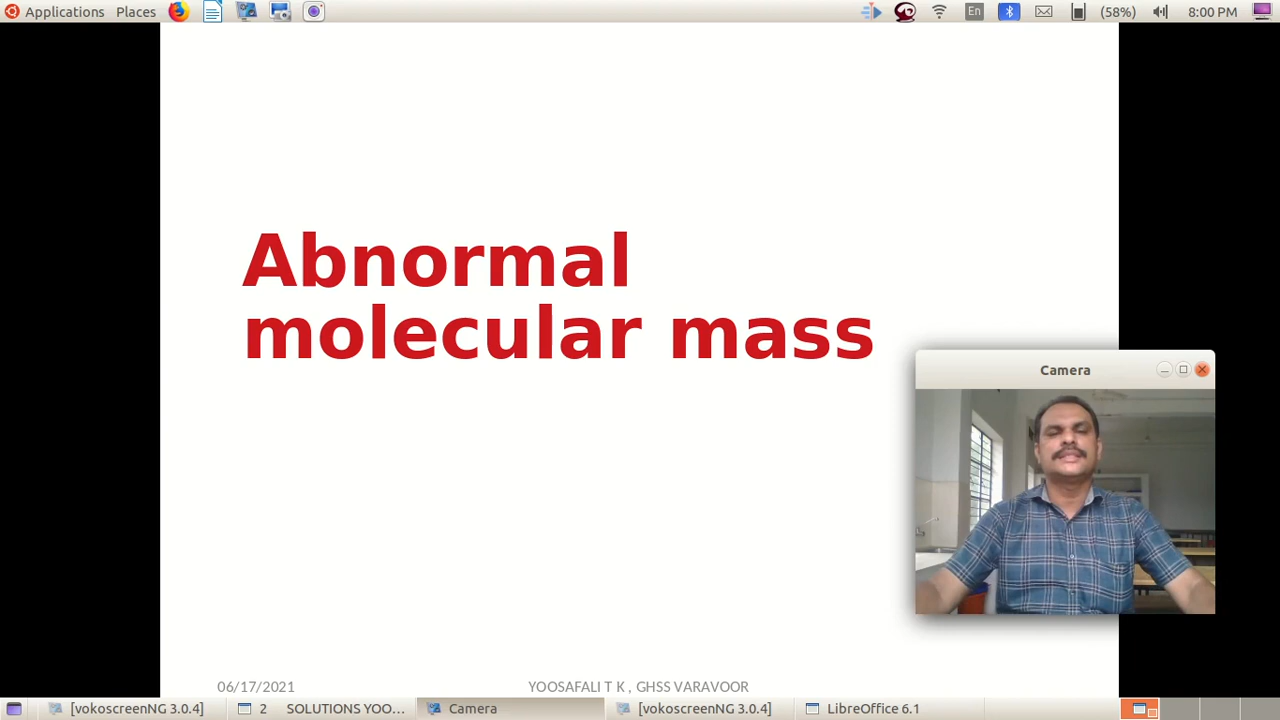 Applications Places En (58%) 8:00 PM
Abnormal
molecular mass
Camera
06/17/2021 YOOSAFALI T K , GHSS VARAVOOR
[vokoscreenNG 3.0.4] 2 SOLUTIONS YOO... Camera [vokoscreenNG 3.0.4] LibreOffice 6.1